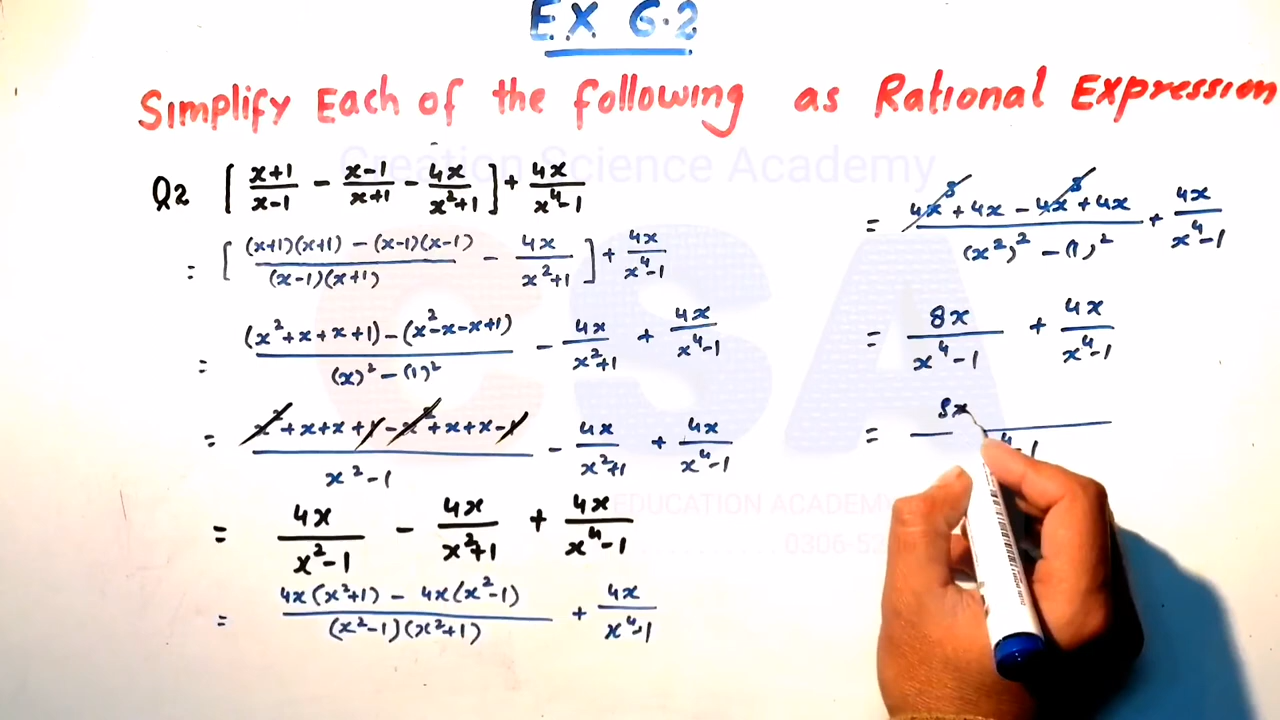 EX 6.2
Simplify Each of the following as Rational Expression
Creation Science Academy
Q2 [ (x+1)/(x-1) - (x-1)/(x+1) - 4x/(x²+1) ] + 4x/(x⁴-1)
= [ ((x+1)(x+1) - (x-1)(x-1))/((x-1)(x+1)) - 4x/(x²+1) ] + 4x/(x⁴-1)
= ((x²+x+x+1) - (x²-x-x+1))/((x)²-(1)²) - 4x/(x²+1) + 4x/(x⁴-1)
= (x²+x+x+1-x²+x+x-1)/(x²-1) - 4x/(x²+1) + 4x/(x⁴-1)
= 4x/(x²-1) - 4x/(x²+1) + 4x/(x⁴-1)
= (4x(x²+1) - 4x(x²-1))/((x²-1)(x²+1)) + 4x/(x⁴-1)
= (4x³+4x-4x³+4x)/((x²)²-(1)²) + 4x/(x⁴-1)
= 8x/(x⁴-1) + 4x/(x⁴-1)
= 8x
CSA
EDUCATION ACADEMY